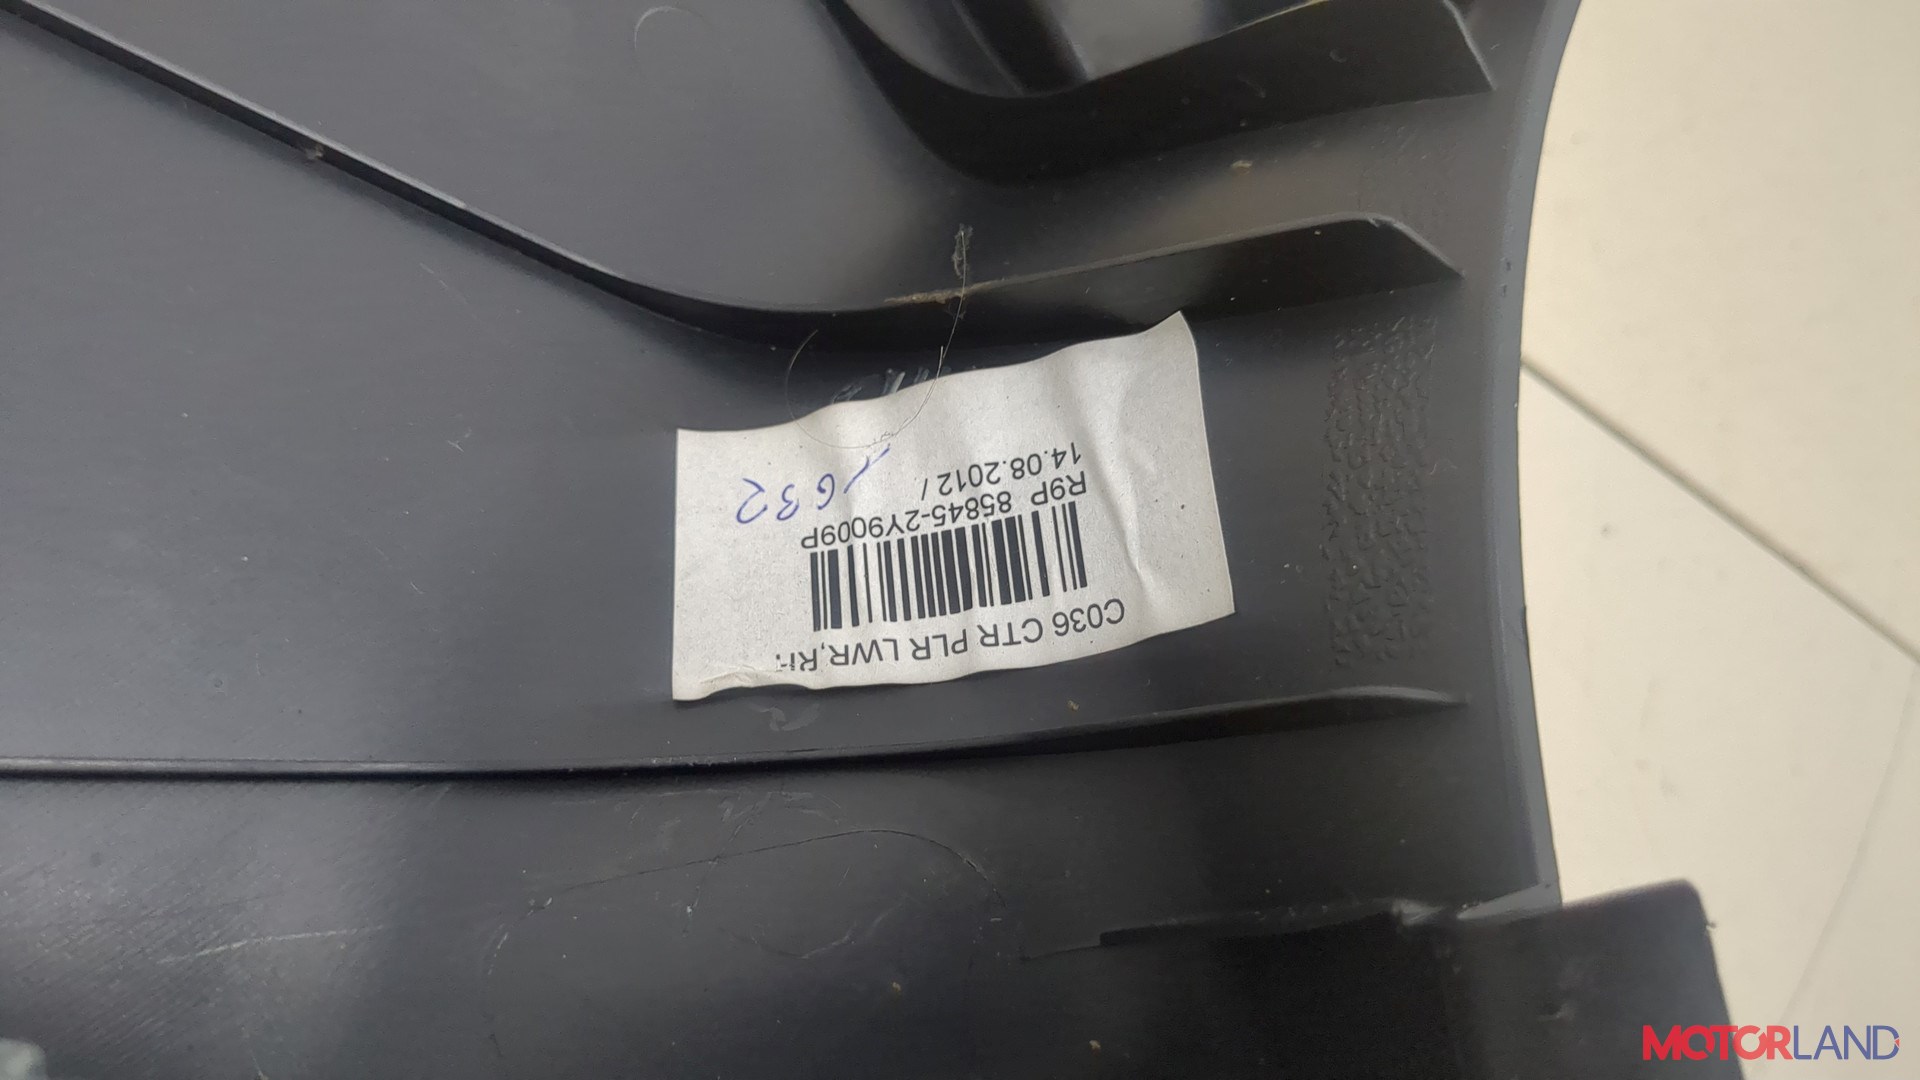 C036 CTR PLR LWR,RH
R9P 85845-2Y9009P
14.08.2012 /
1632
MOTORLAND